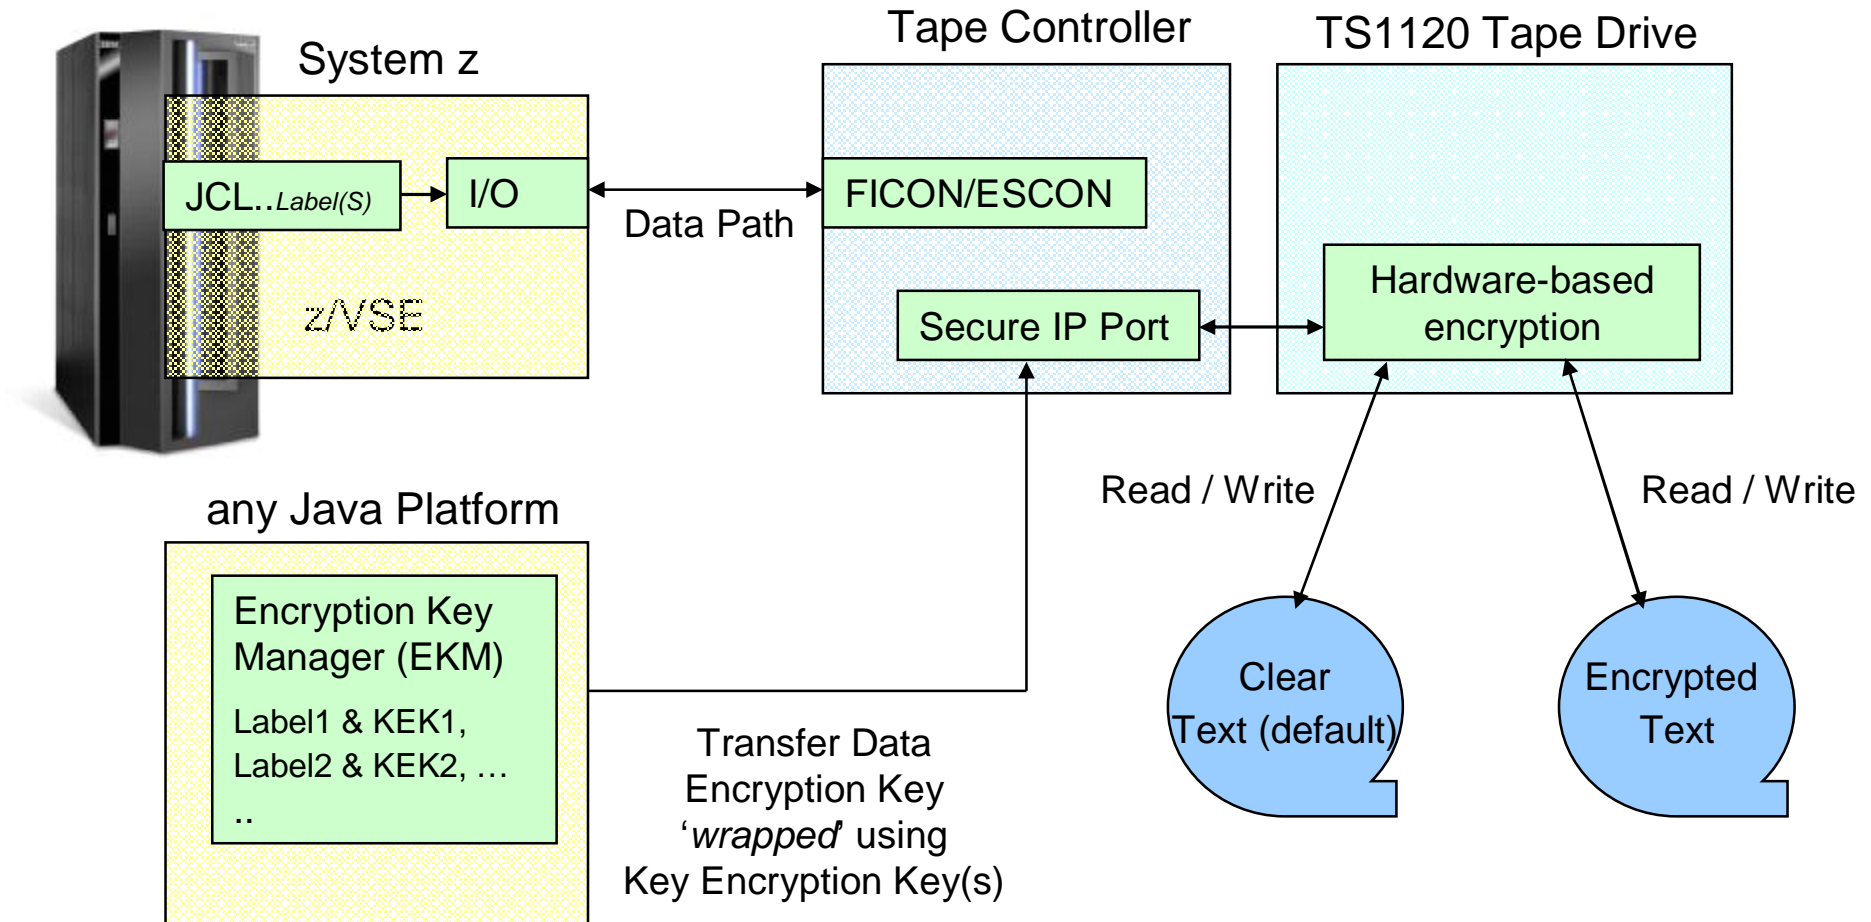 System z
Tape Controller
TS1120 Tape Drive
JCL..Label(S)
I/O
Data Path
FICON/ESCON
z/VSE
Secure IP Port
Hardware-based
encryption
Read / Write
Read / Write
any Java Platform
Encryption Key
Manager (EKM)
Label1 & KEK1,
Label2 & KEK2, …
..
Transfer Data
Encryption Key
‘wrapped’ using
Key Encryption Key(s)
Clear
Text (default)
Encrypted
Text